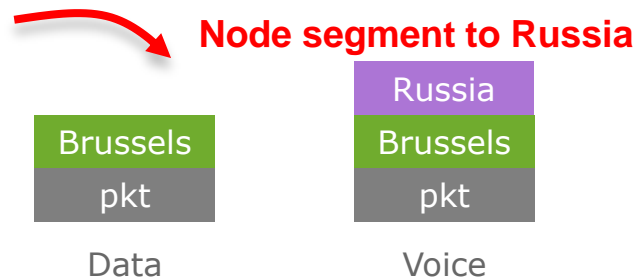 Node segment to Russia
Russia
Brussels
Brussels
pkt
pkt
Data
Voice